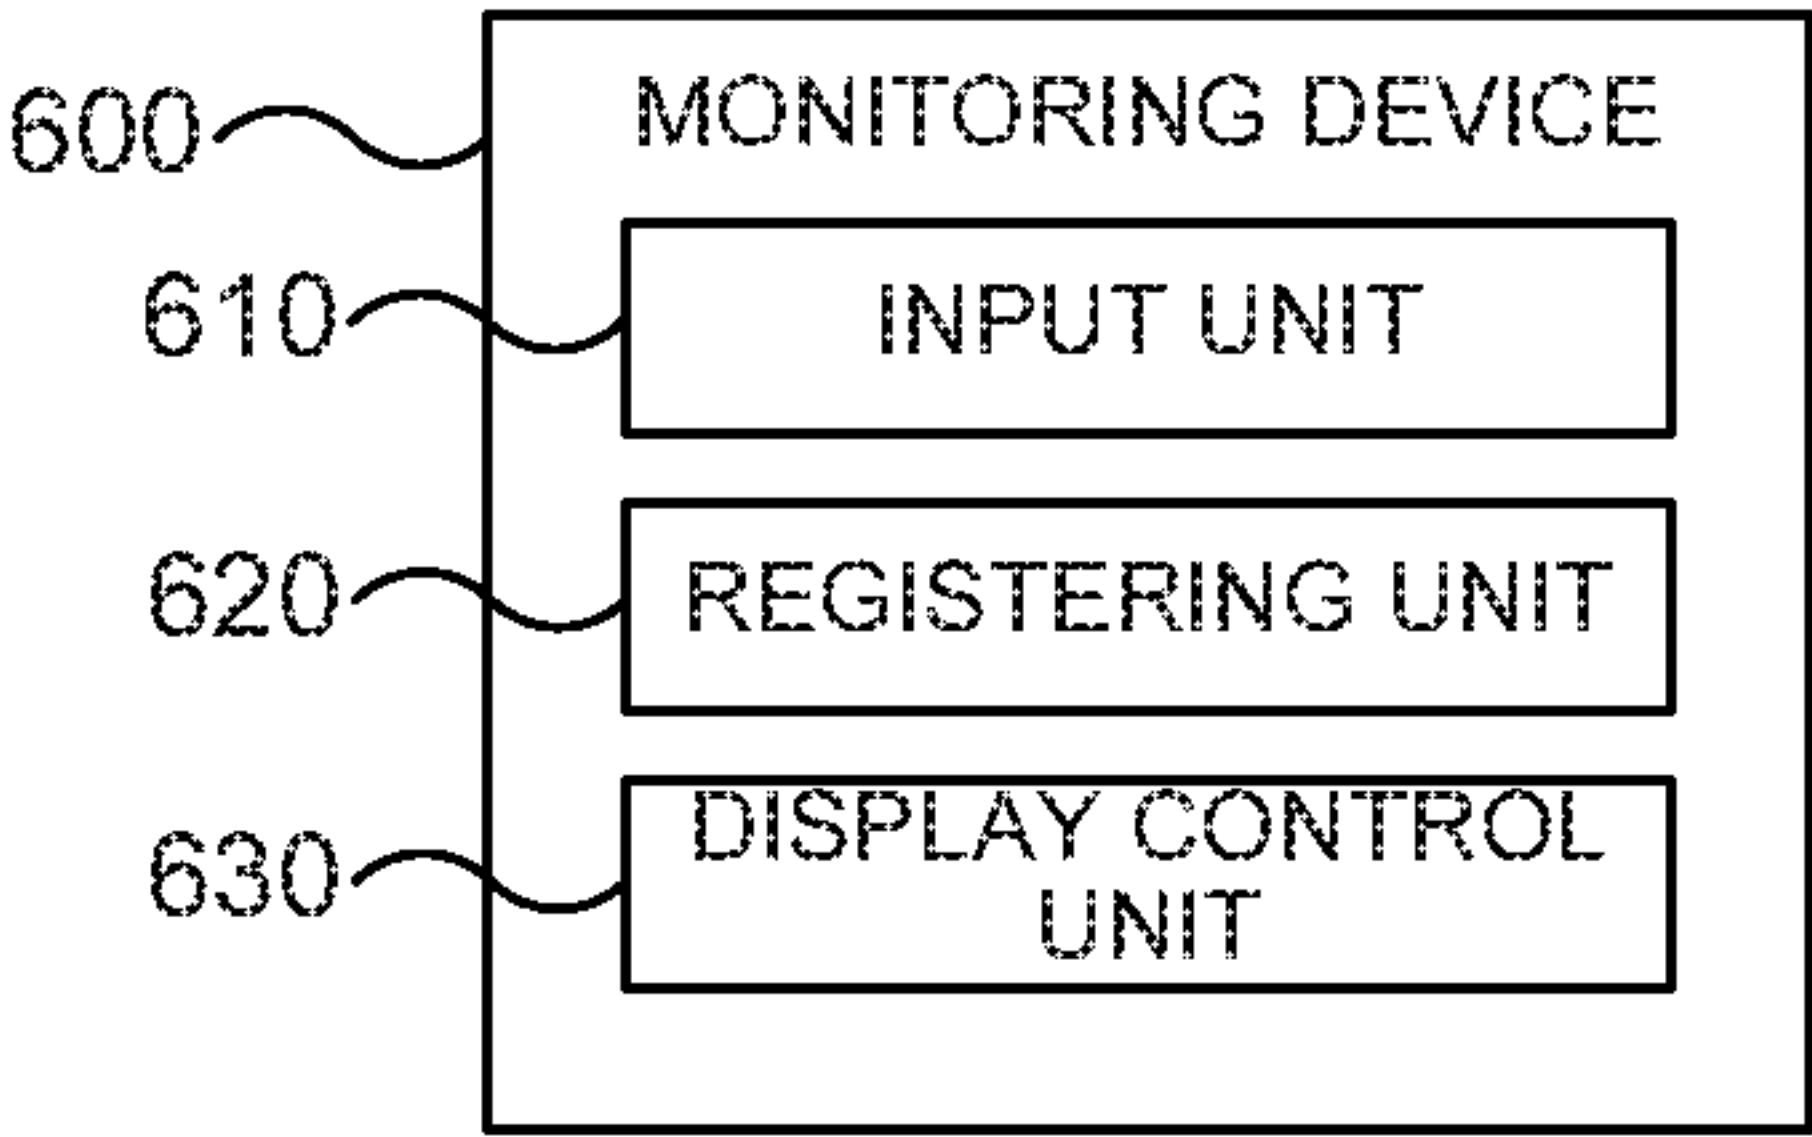 600 MONITORING DEVICE
610 INPUT UNIT
620 REGISTERING UNIT
630 DISPLAY CONTROL
UNIT